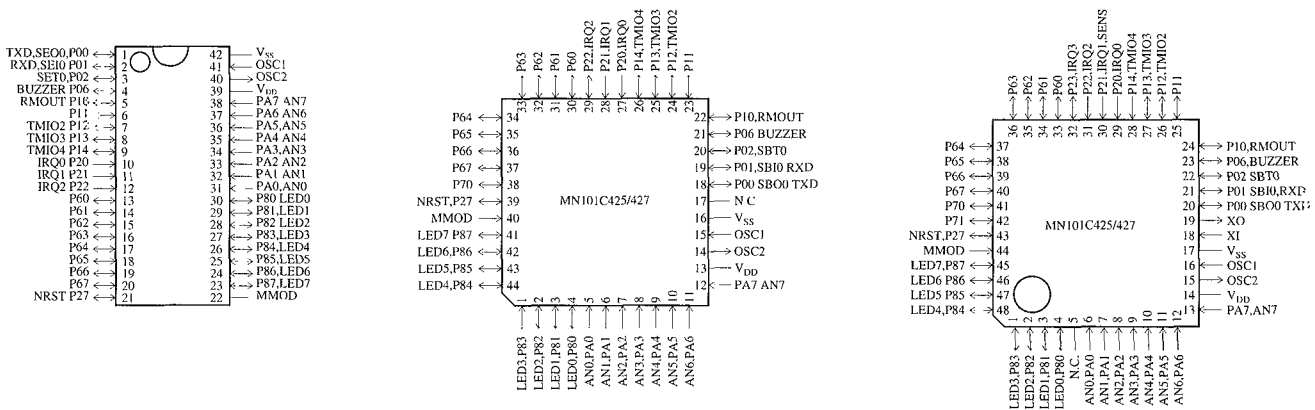 TXD,SEO0,P00 1 42 VSS
RXD,SEI0 P01 2 41 OSC1
SET0,P02 3 40 OSC2
BUZZER P06 4 39 VDD
RMOUT P10 5 38 PA7 AN7
P11 6 37 PA6 AN6
TMIO2 P12 7 36 PA5,AN5
TMIO3 P13 8 35 PA4 AN4
TMIO4 P14 9 34 PA3,AN3
IRQ0 P20 10 33 PA2 AN2
IRQ1 P21 11 32 PA1 AN1
IRQ2 P22 12 31 PA0,AN0
P60 13 30 P80 LED0
P61 14 29 P81,LED1
P62 15 28 P82 LED2
P63 16 27 P83,LED3
P64 17 26 P84,LED4
P65 18 25 P85,LED5
P66 19 24 P86,LED6
P67 20 23 P87,LED7
NRST P27 21 22 MMOD
P63 P62 P61 P60 P22,IRQ2 P21,IRQ1 P20,IRQ0 P14,TMIO4 P13,TMIO3 P12,TMIO2 P11
33 32 31 30 29 28 27 26 25 24 23
P64 34 22 P10,RMOUT
P65 35 21 P06 BUZZER
P66 36 20 P02,SBT0
P67 37 19 P01,SBI0 RXD
P70 38 18 P00 SBO0 TXD
NRST,P27 39 17 N C
MN101C425/427
MMOD 40 16 VSS
LED7 P87 41 15 OSC1
LED6,P86 42 14 OSC2
LED5,P85 43 13 VDD
LED4,P84 44 12 PA7 AN7
1 2 3 4 5 6 7 8 9 10 11
LED3,P83 LED2,P82 LED1,P81 LED0,P80 AN0,PA0 AN1,PA1 AN2,PA2 AN3,PA3 AN4,PA4 AN5,PA5 AN6,PA6
P63 P62 P61 P60 P23,IRQ3 P22,IRQ2 P21,IRQ1,SENS P20,IRQ0 P14,TMIO4 P13,TMIO3 P12,TMIO2 P11
36 35 34 33 32 31 30 29 28 27 26 25
P64 37 24 P10,RMOUT
P65 38 23 P06,BUZZER
P66 39 22 P02 SBT0
P67 40 21 P01 SBI0,RXD
P70 41 20 P00 SBO0 TXD
P71 42 19 XO
MN101C425/427
NRST,P27 43 18 XI
MMOD 44 17 VSS
LED7,P87 45 16 OSC1
LED6 P86 46 15 OSC2
LED5 P85 47 14 VDD
LED4,P84 48 13 PA7,AN7
1 2 3 4 5 6 7 8 9 10 11 12
LED3,P83 LED2,P82 LED1,P81 LED0,P80 N.C. AN0,PA0 AN1,PA1 AN2,PA2 AN3,PA3 AN4,PA4 AN5,PA5 AN6,PA6